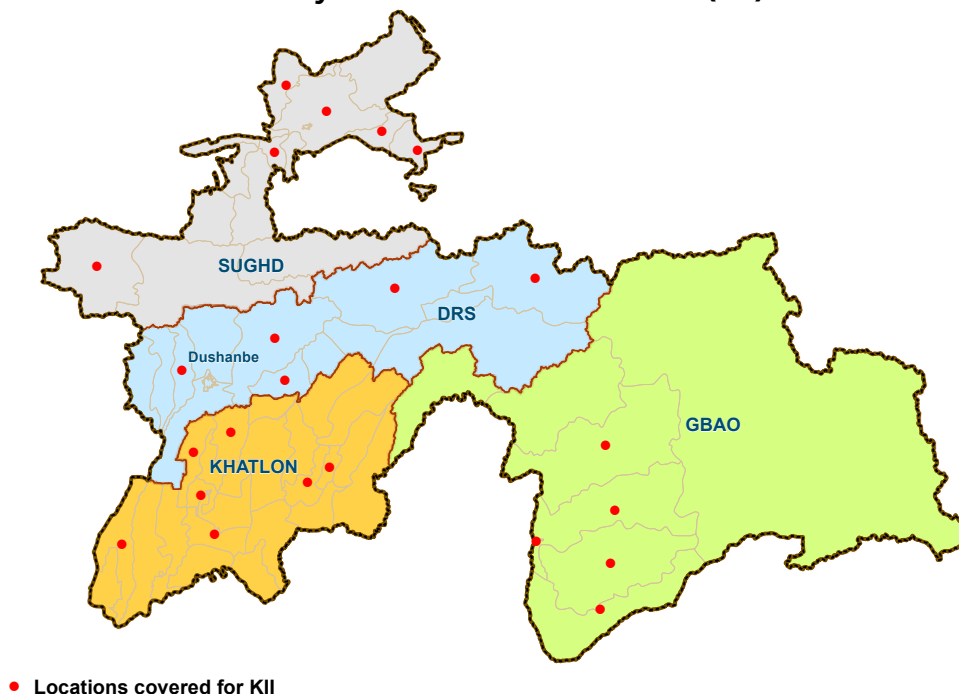 SUGHD
DRS
Dushanbe
GBAO
KHATLON
Locations covered for KII